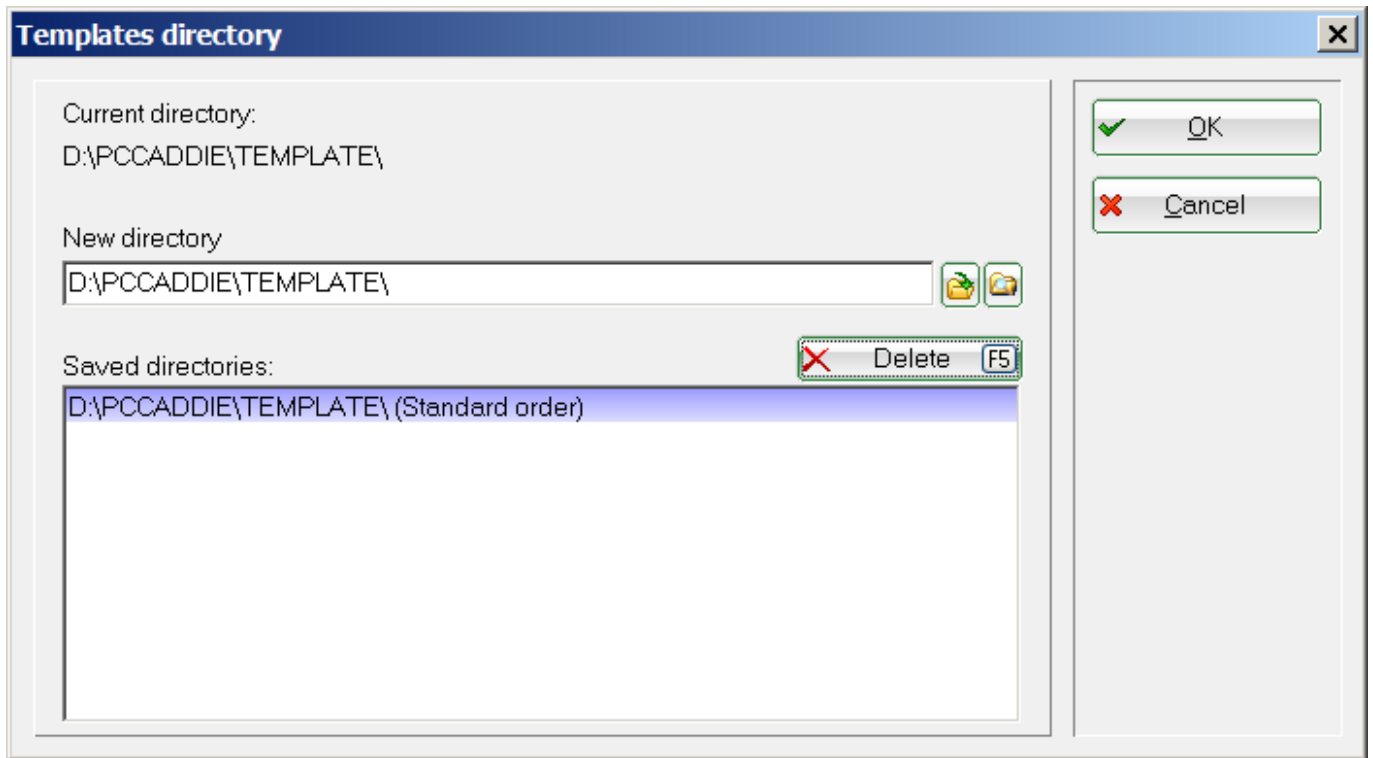 Templates directory
Current directory:
D:\PCCADDIE\TEMPLATE\
New directory
D:\PCCADDIE\TEMPLATE\
Saved directories:
Delete F5
D:\PCCADDIE\TEMPLATE\ (Standard order)
OK
Cancel